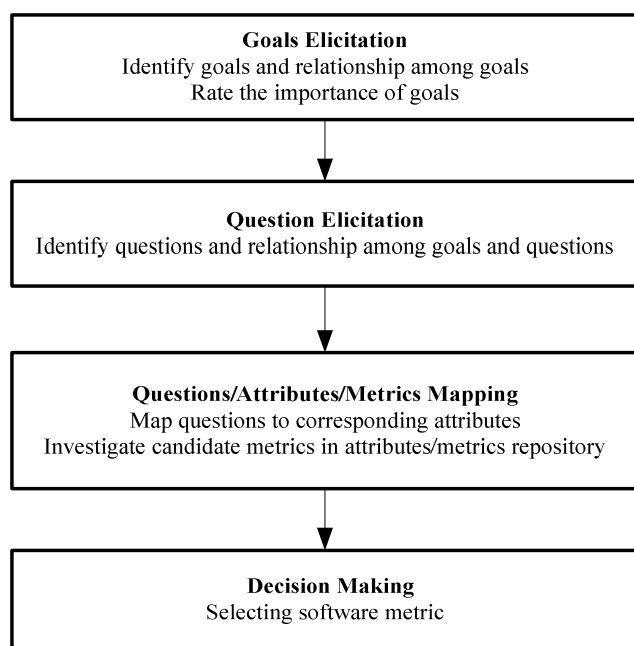 Goals Elicitation
Identify goals and relationship among goals
Rate the importance of goals
Question Elicitation
Identify questions and relationship among goals and questions
Questions/Attributes/Metrics Mapping
Map questions to corresponding attributes
Investigate candidate metrics in attributes/metrics repository
Decision Making
Selecting software metric